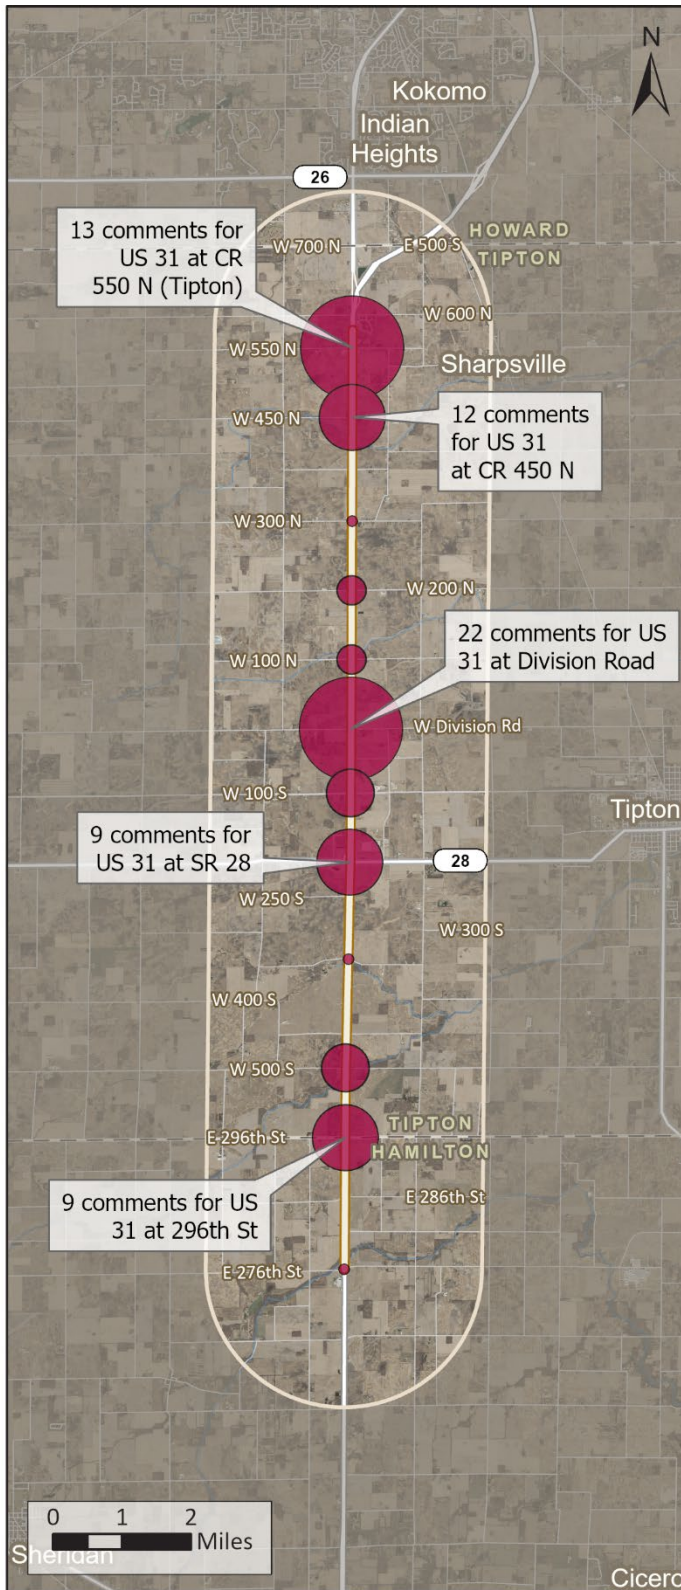 N
Kokomo
Indian
Heights
26
13 comments for
US 31 at CR
550 N (Tipton)
W 700 N
E 500 S
HOWARD
TIPTON
W 600 N
W 550 N
Sharpsville
W 450 N
12 comments
for US 31
at CR 450 N
W 300 N
W 200 N
22 comments for US
31 at Division Road
W 100 N
W Division Rd
W 100 S
Tipton
9 comments for
US 31 at SR 28
28
W 250 S
W 300 S
W 400 S
W 500 S
TIPTON
E 296th St
HAMILTON
9 comments for US
31 at 296th St
E 286th St
E 276th St
0 1 2
Miles
Sheridan
Cicero